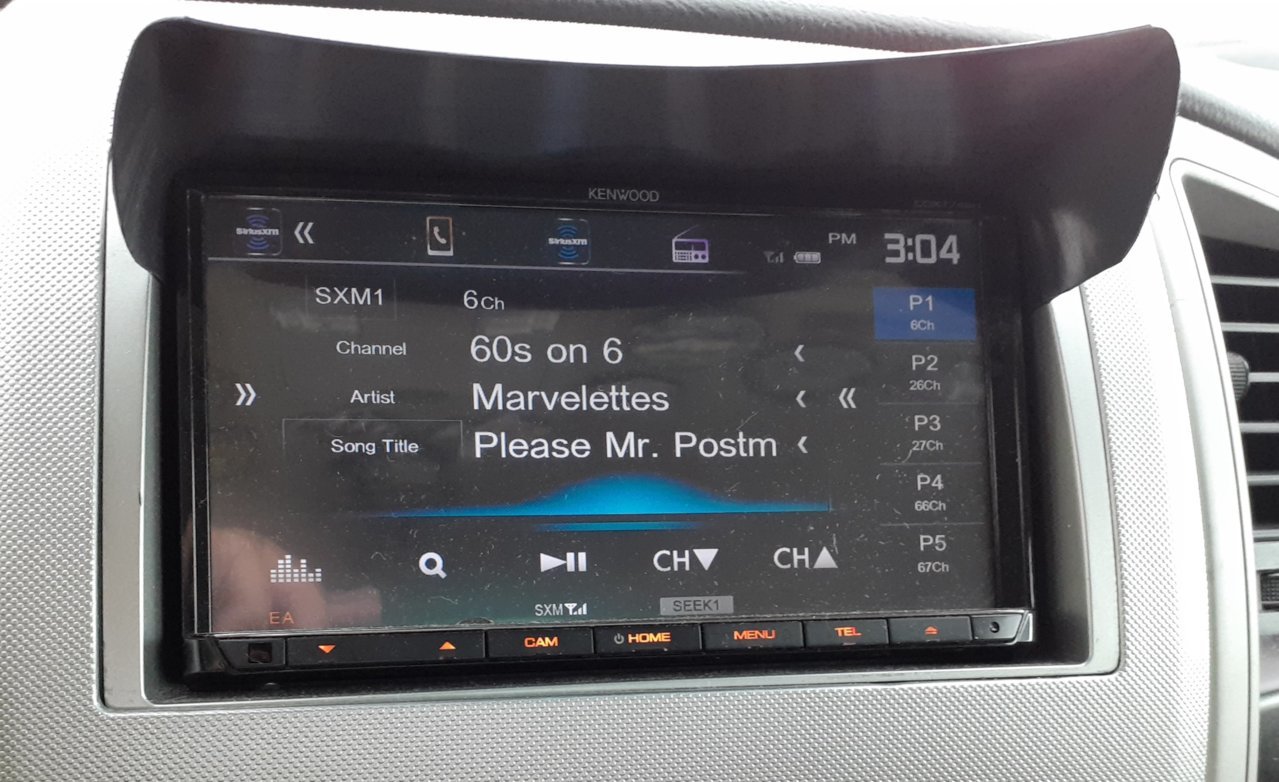 KENWOOD
SiriusXM SiriusXM PM 3:04
SXM1 6Ch
P1
6Ch
Channel 60s on 6
P2
26Ch
Artist Marvelettes
P3
27Ch
Song Title Please Mr. Postm
P4
66Ch
P5
67Ch
CH▼ CH▲
SXM SEEK1
EA
CAM HOME MENU TEL